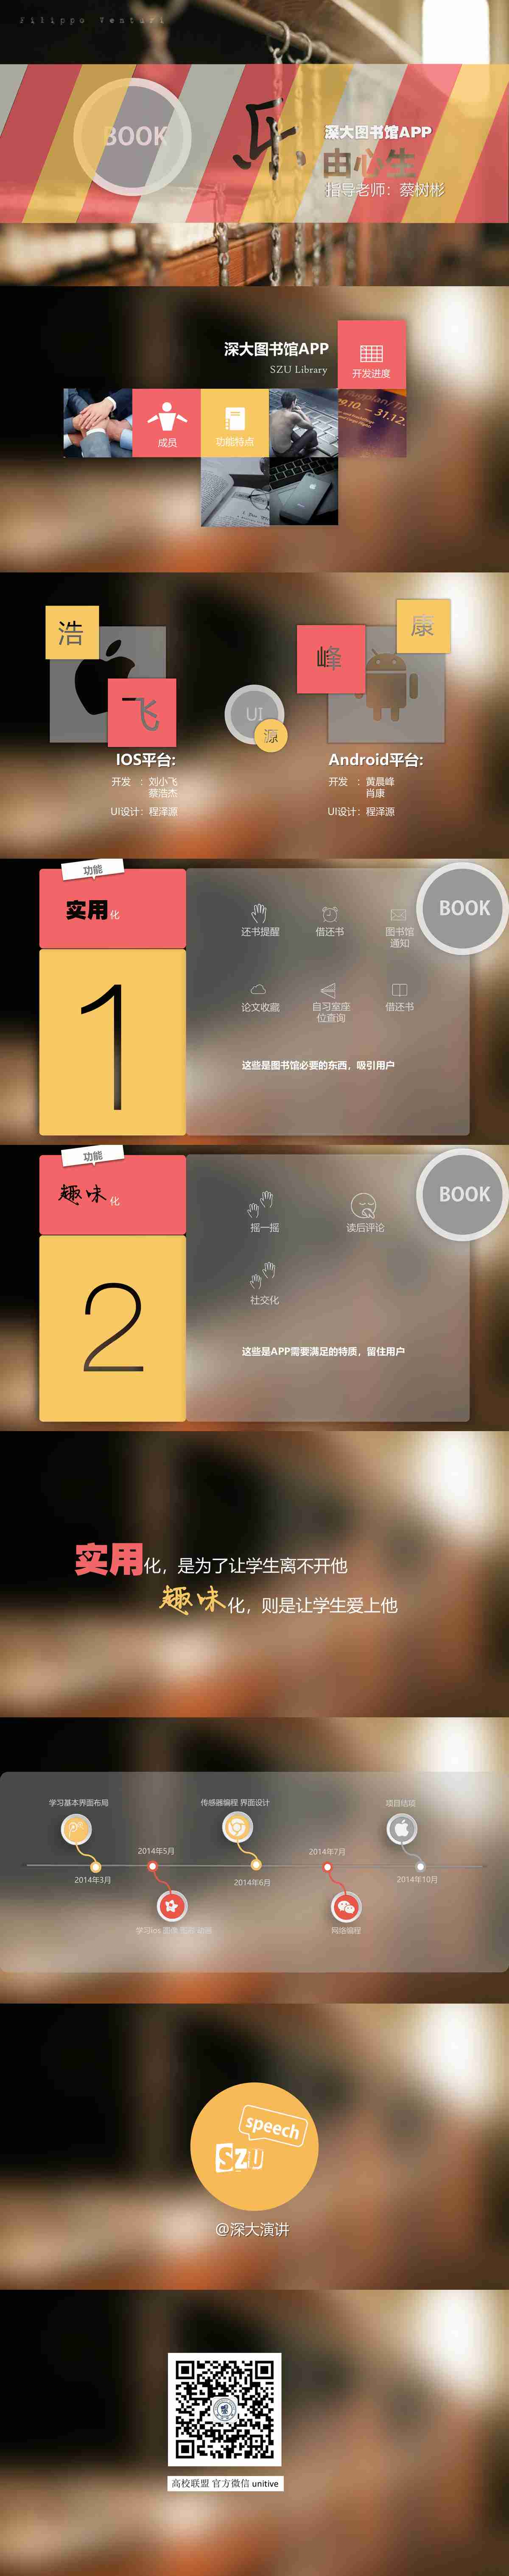 Filippo Venturi
BOOK
乐
深大图书馆APP
由必生
指导老师：蔡树彬
深大图书馆APP
SZU Library
开发进度
成员
功能特点
29.10. – 31.12.
浩
飞
峰
康
UI
源
IOS平台:
开发 ：刘小飞
蔡浩杰
UI设计：程泽源
Android平台:
开发 ：黄晨峰
肖康
UI设计：程泽源
功能
实用化
1
BOOK
还书提醒
借还书
图书馆
通知
论文收藏
自习室座
位查询
借还书
这些是图书馆必要的东西，吸引用户
功能
趣味化
2
BOOK
摇一摇
读后评论
社交化
这些是APP需要满足的特质，留住用户
实用化，是为了让学生离不开他
趣味化，则是让学生爱上他
学习基本界面布局
传感器编程 界面设计
项目结项
2014年5月
2014年7月
2014年3月
2014年6月
2014年10月
网络编程
speech
SZU
@深大演讲
高校联盟 官方微信 unitive